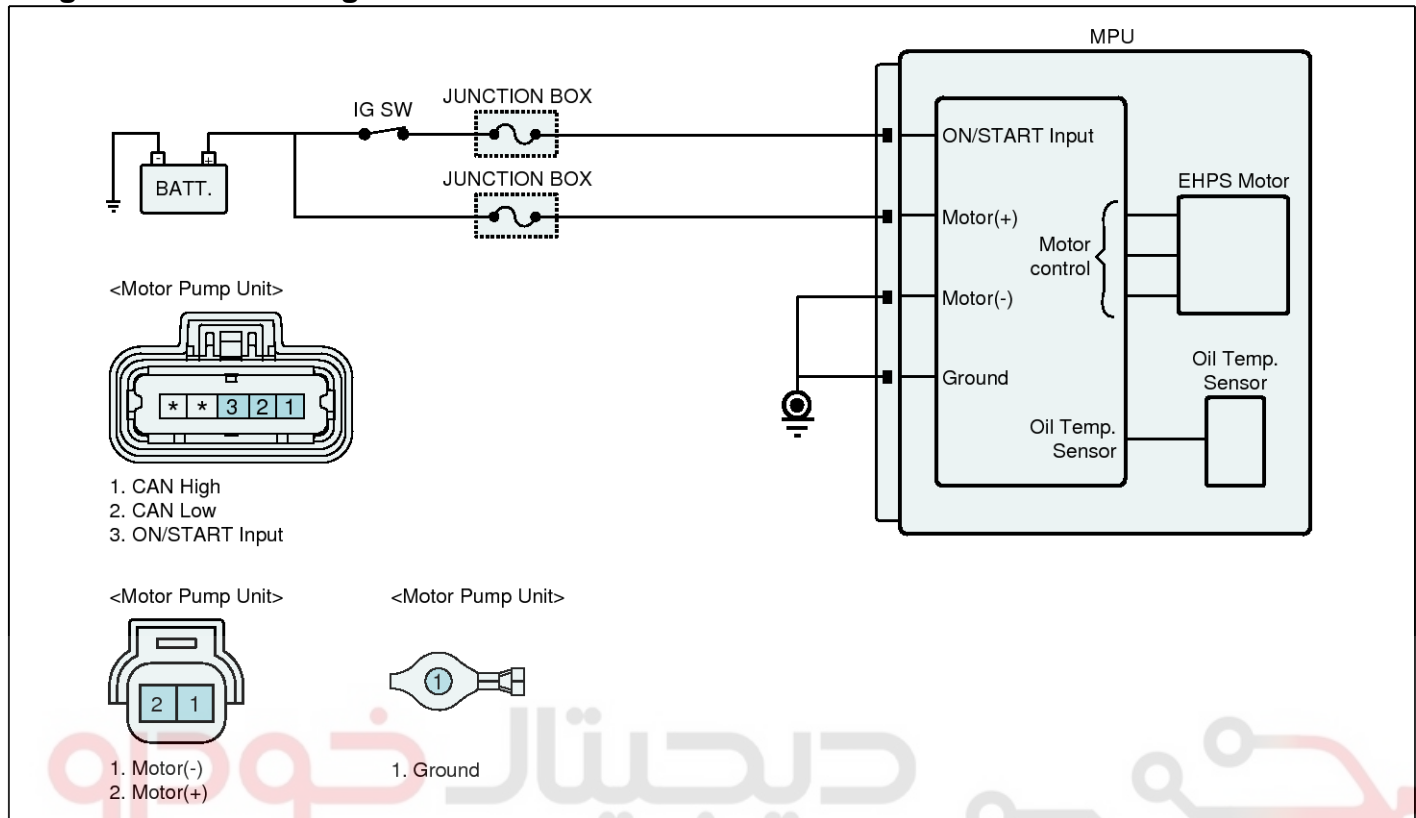 MPU
IG SW
JUNCTION BOX
ON/START Input
BATT.
-
+
JUNCTION BOX
Motor(+)
Motor
control
EHPS Motor
Motor(-)
Ground
Oil Temp.
Sensor
Oil Temp.
Sensor
<Motor Pump Unit>
* * 3 2 1
1. CAN High
2. CAN Low
3. ON/START Input
<Motor Pump Unit>
2 1
1. Motor(-)
2. Motor(+)
<Motor Pump Unit>
1
1. Ground
دیجیتال خودرو